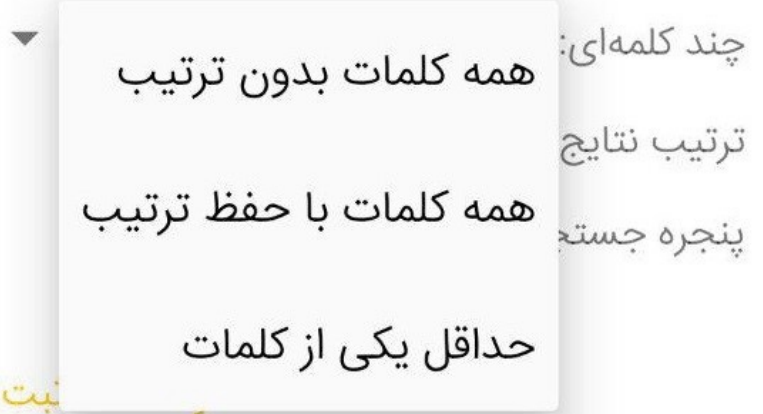 چند کلمه‌ای:
همه کلمات بدون ترتیب
ترتیب نتایج
همه کلمات با حفظ ترتیب
پنجره
حداقل یکی از کلمات